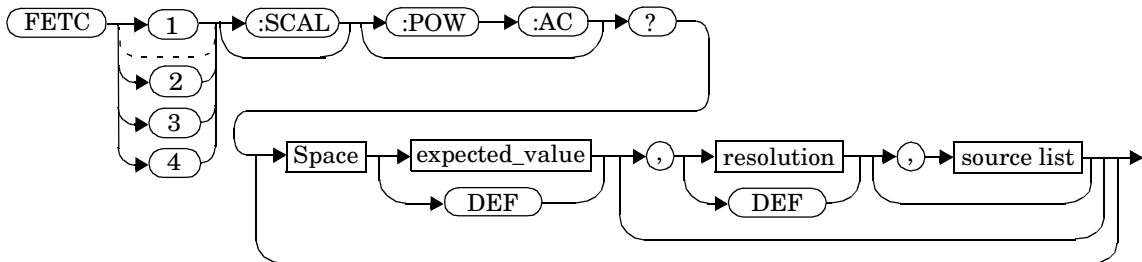 FETC 1 :SCAL :POW :AC ?
2
3
4
Space expected_value , resolution , source list
DEF DEF